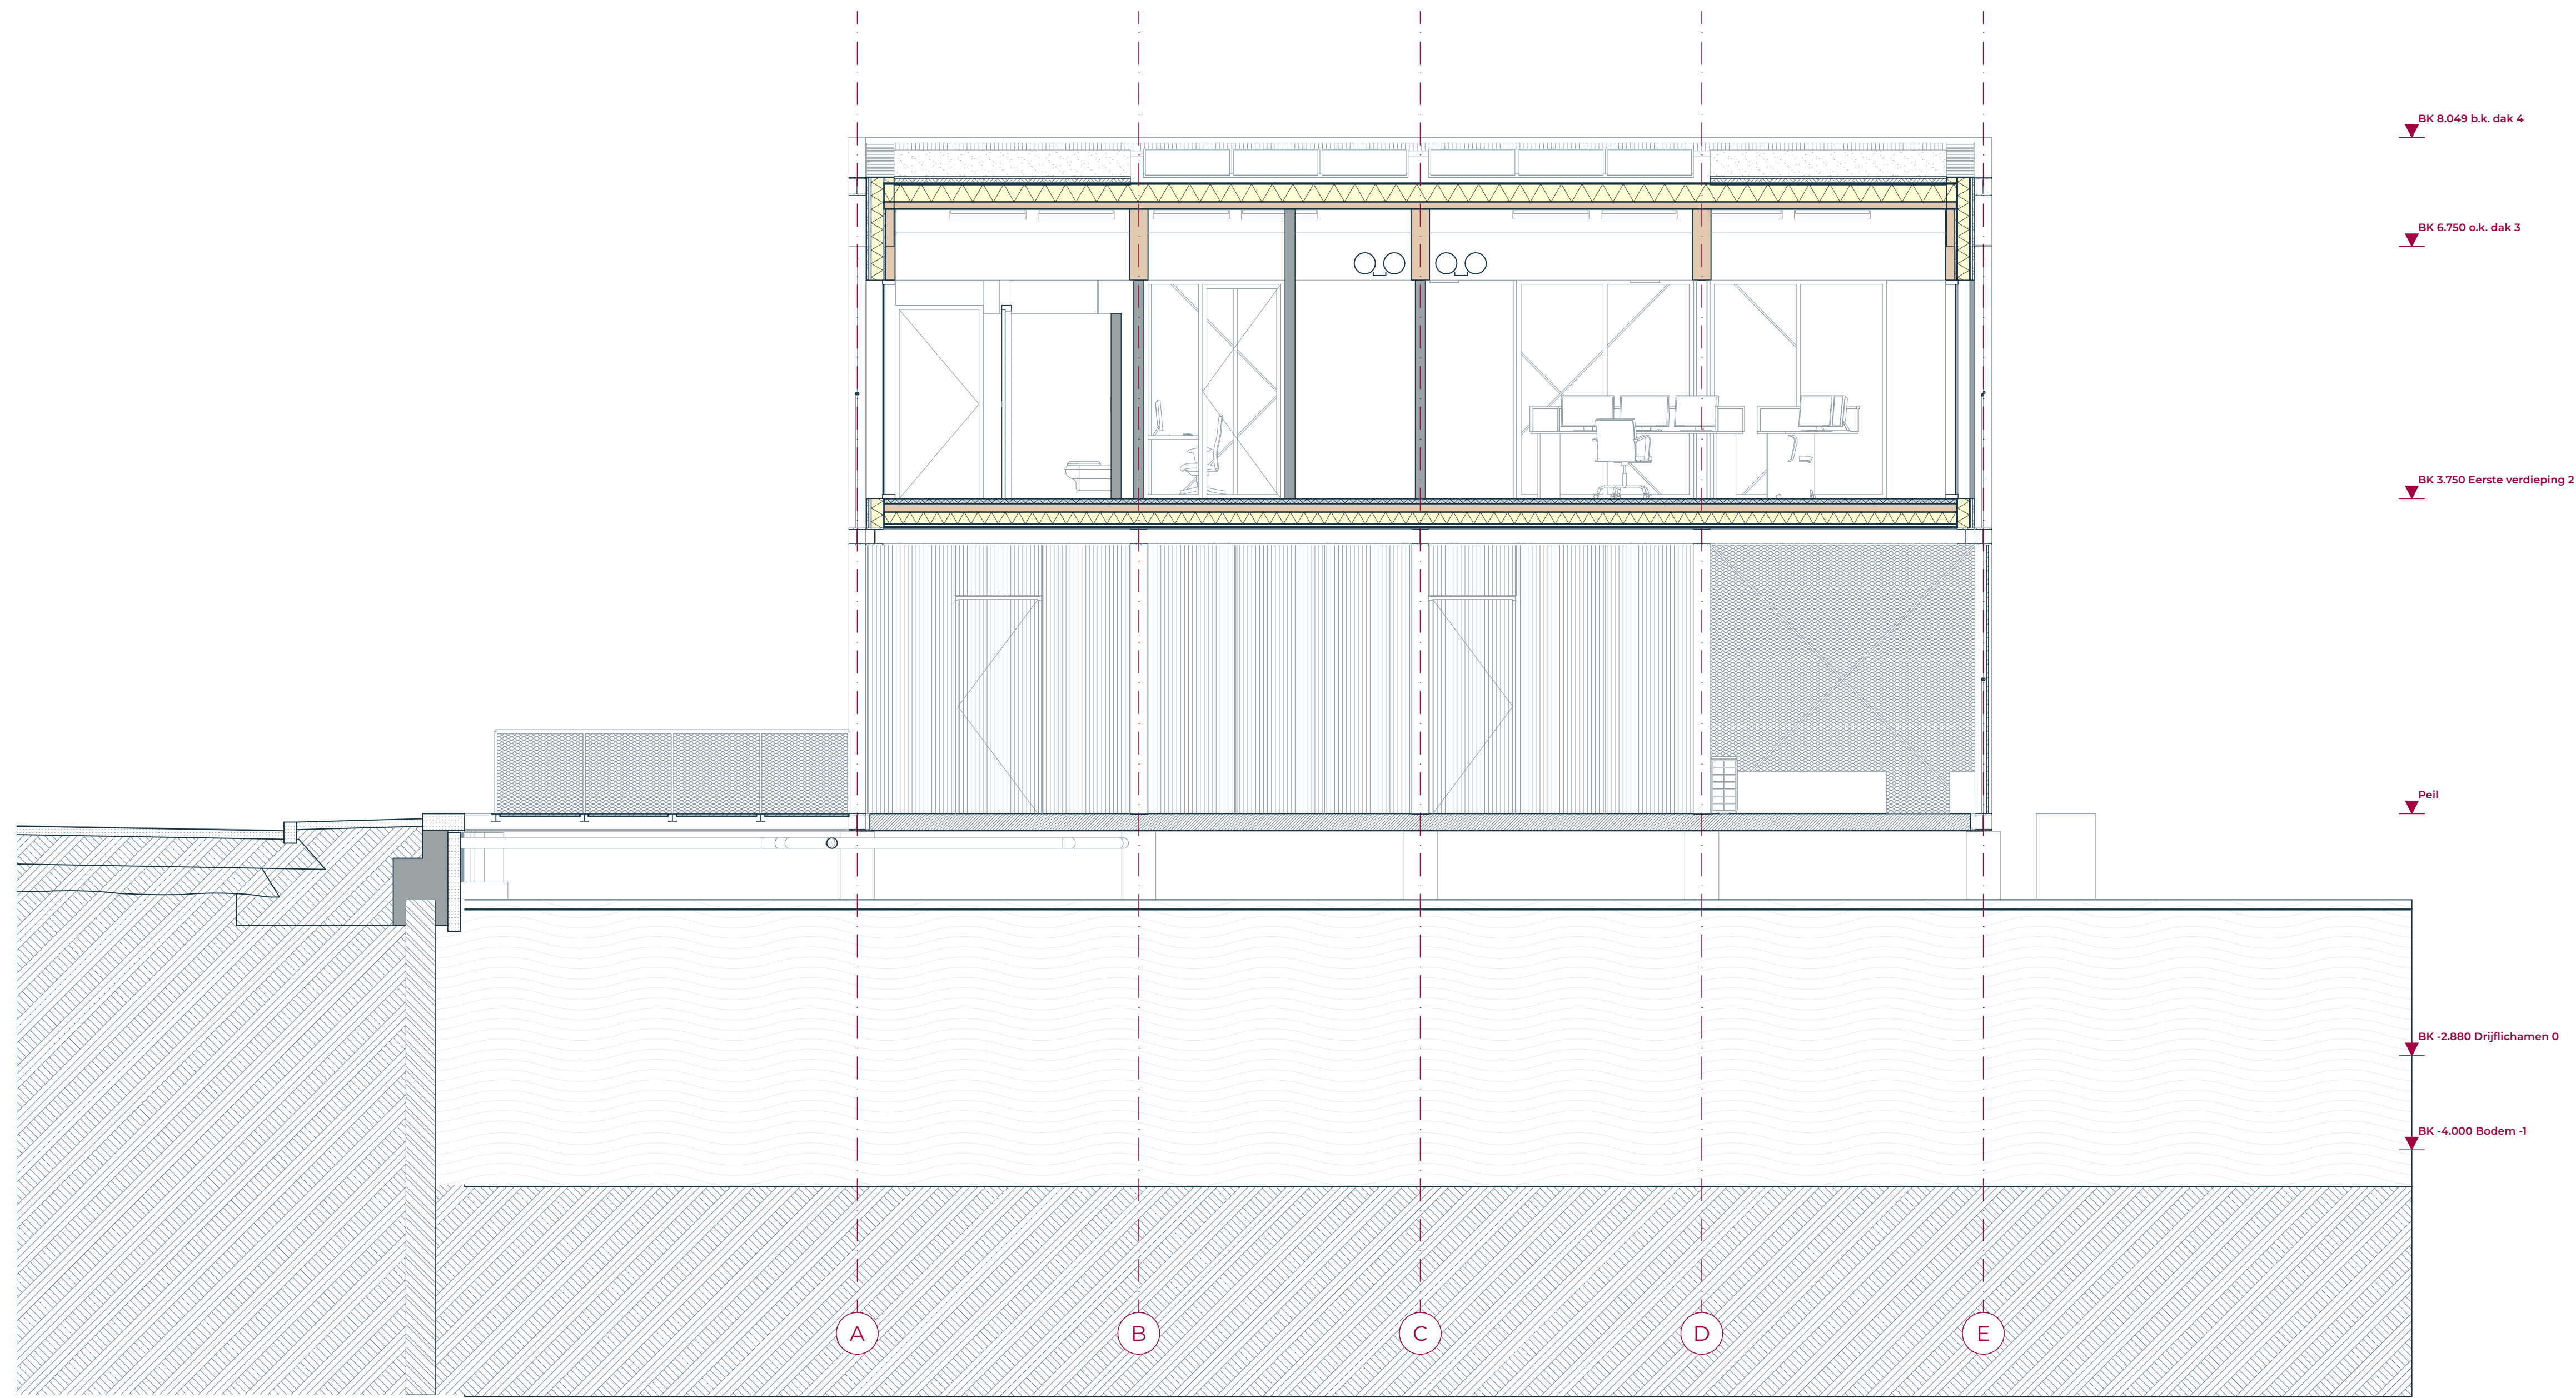 BK 8.049 b.k. dak 4
BK 6.750 o.k. dak 3
BK 3.750 Eerste verdieping 2
Peil
BK -2.880 Drijflichamen 0
BK -4.000 Bodem -1
A B C D E